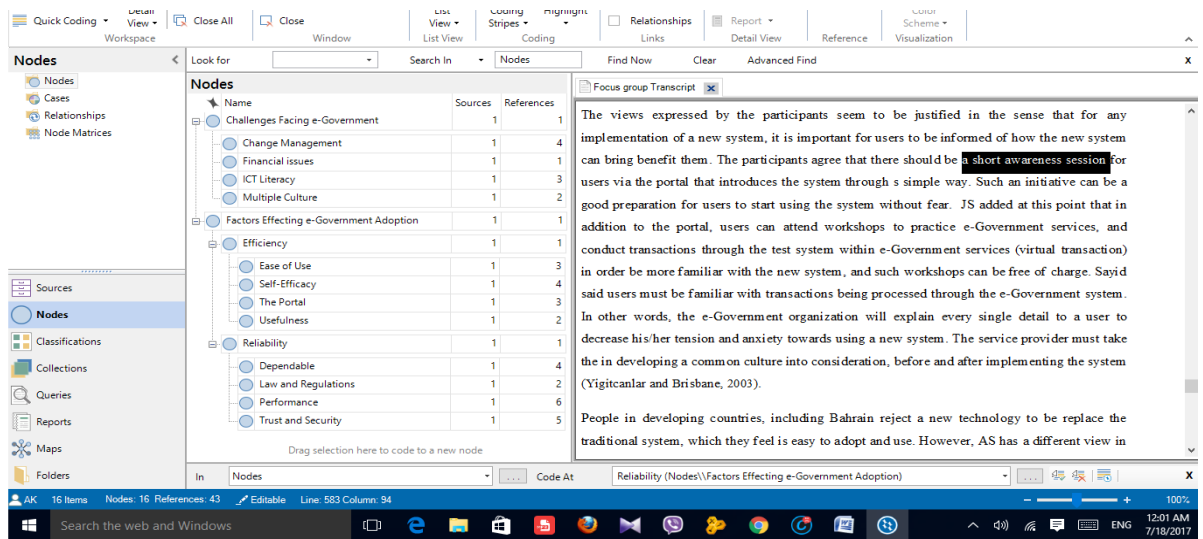 Detail List Coding Highlight Color
Quick Coding View Close All Close View Stripes Relationships Report Scheme
Workspace Window List View Coding Links Detail View Reference Visualization
Nodes Look for Search In Nodes Find Now Clear Advanced Find x
Nodes
Cases
Relationships
Node Matrices
Sources
Nodes
Classifications
Collections
Queries
Reports
Maps
Folders
Nodes
Name Sources References
Challenges Facing e-Government 1 1
Change Management 1 4
Financial issues 1 1
ICT Literacy 1 3
Multiple Culture 1 2
Factors Effecting e-Government Adoption 1 1
Efficiency 1 1
Ease of Use 1 3
Self-Efficacy 1 4
The Portal 1 3
Usefulness 1 2
Reliability 1 1
Dependable 1 4
Law and Regulations 1 2
Performance 1 6
Trust and Security 1 5
Drag selection here to code to a new node
Focus group Transcript x
The views expressed by the participants seem to be justified in the sense that for any
implementation of a new system, it is important for users to be informed of how the new system
can bring benefit them. The participants agree that there should be a short awareness session for
users via the portal that introduces the system through s simple way. Such an initiative can be a
good preparation for users to start using the system without fear. JS added at this point that in
addition to the portal, users can attend workshops to practice e-Government services, and
conduct transactions through the test system within e-Government services (virtual transaction)
in order be more familiar with the new system, and such workshops can be free of charge. Sayid
said users must be familiar with transactions being processed through the e-Government system.
In other words, the e-Government organization will explain every single detail to a user to
decrease his/her tension and anxiety towards using a new system. The service provider must take
the in developing a common culture into consideration, before and after implementing the system
(Yigitcanlar and Brisbane, 2003).
People in developing countries, including Bahrain reject a new technology to be replace the
traditional system, which they feel is easy to adopt and use. However, AS has a different view in
In Nodes ... Code At Reliability (Nodes\\Factors Effecting e-Government Adoption) ... x
AK 16 Items Nodes: 16 References: 43 Editable Line: 583 Column: 94 100%
Search the web and Windows ENG 12:01 AM
7/18/2017